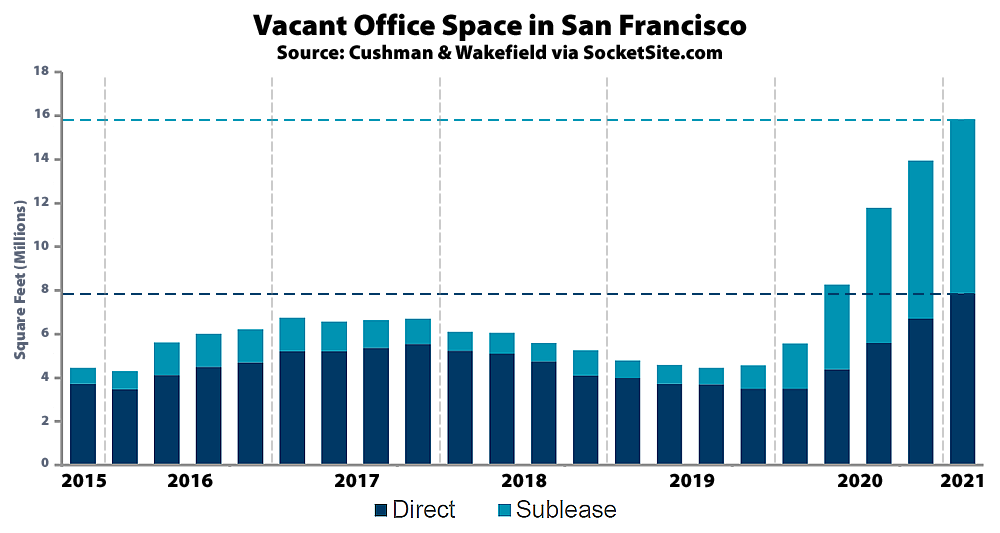 Vacant Office Space in San Francisco
Source: Cushman & Wakefield via SocketSite.com
Square Feet (Millions)
18
16
14
12
10
8
6
4
2
0
2015 2016 2017 2018 2019 2020 2021
Direct Sublease